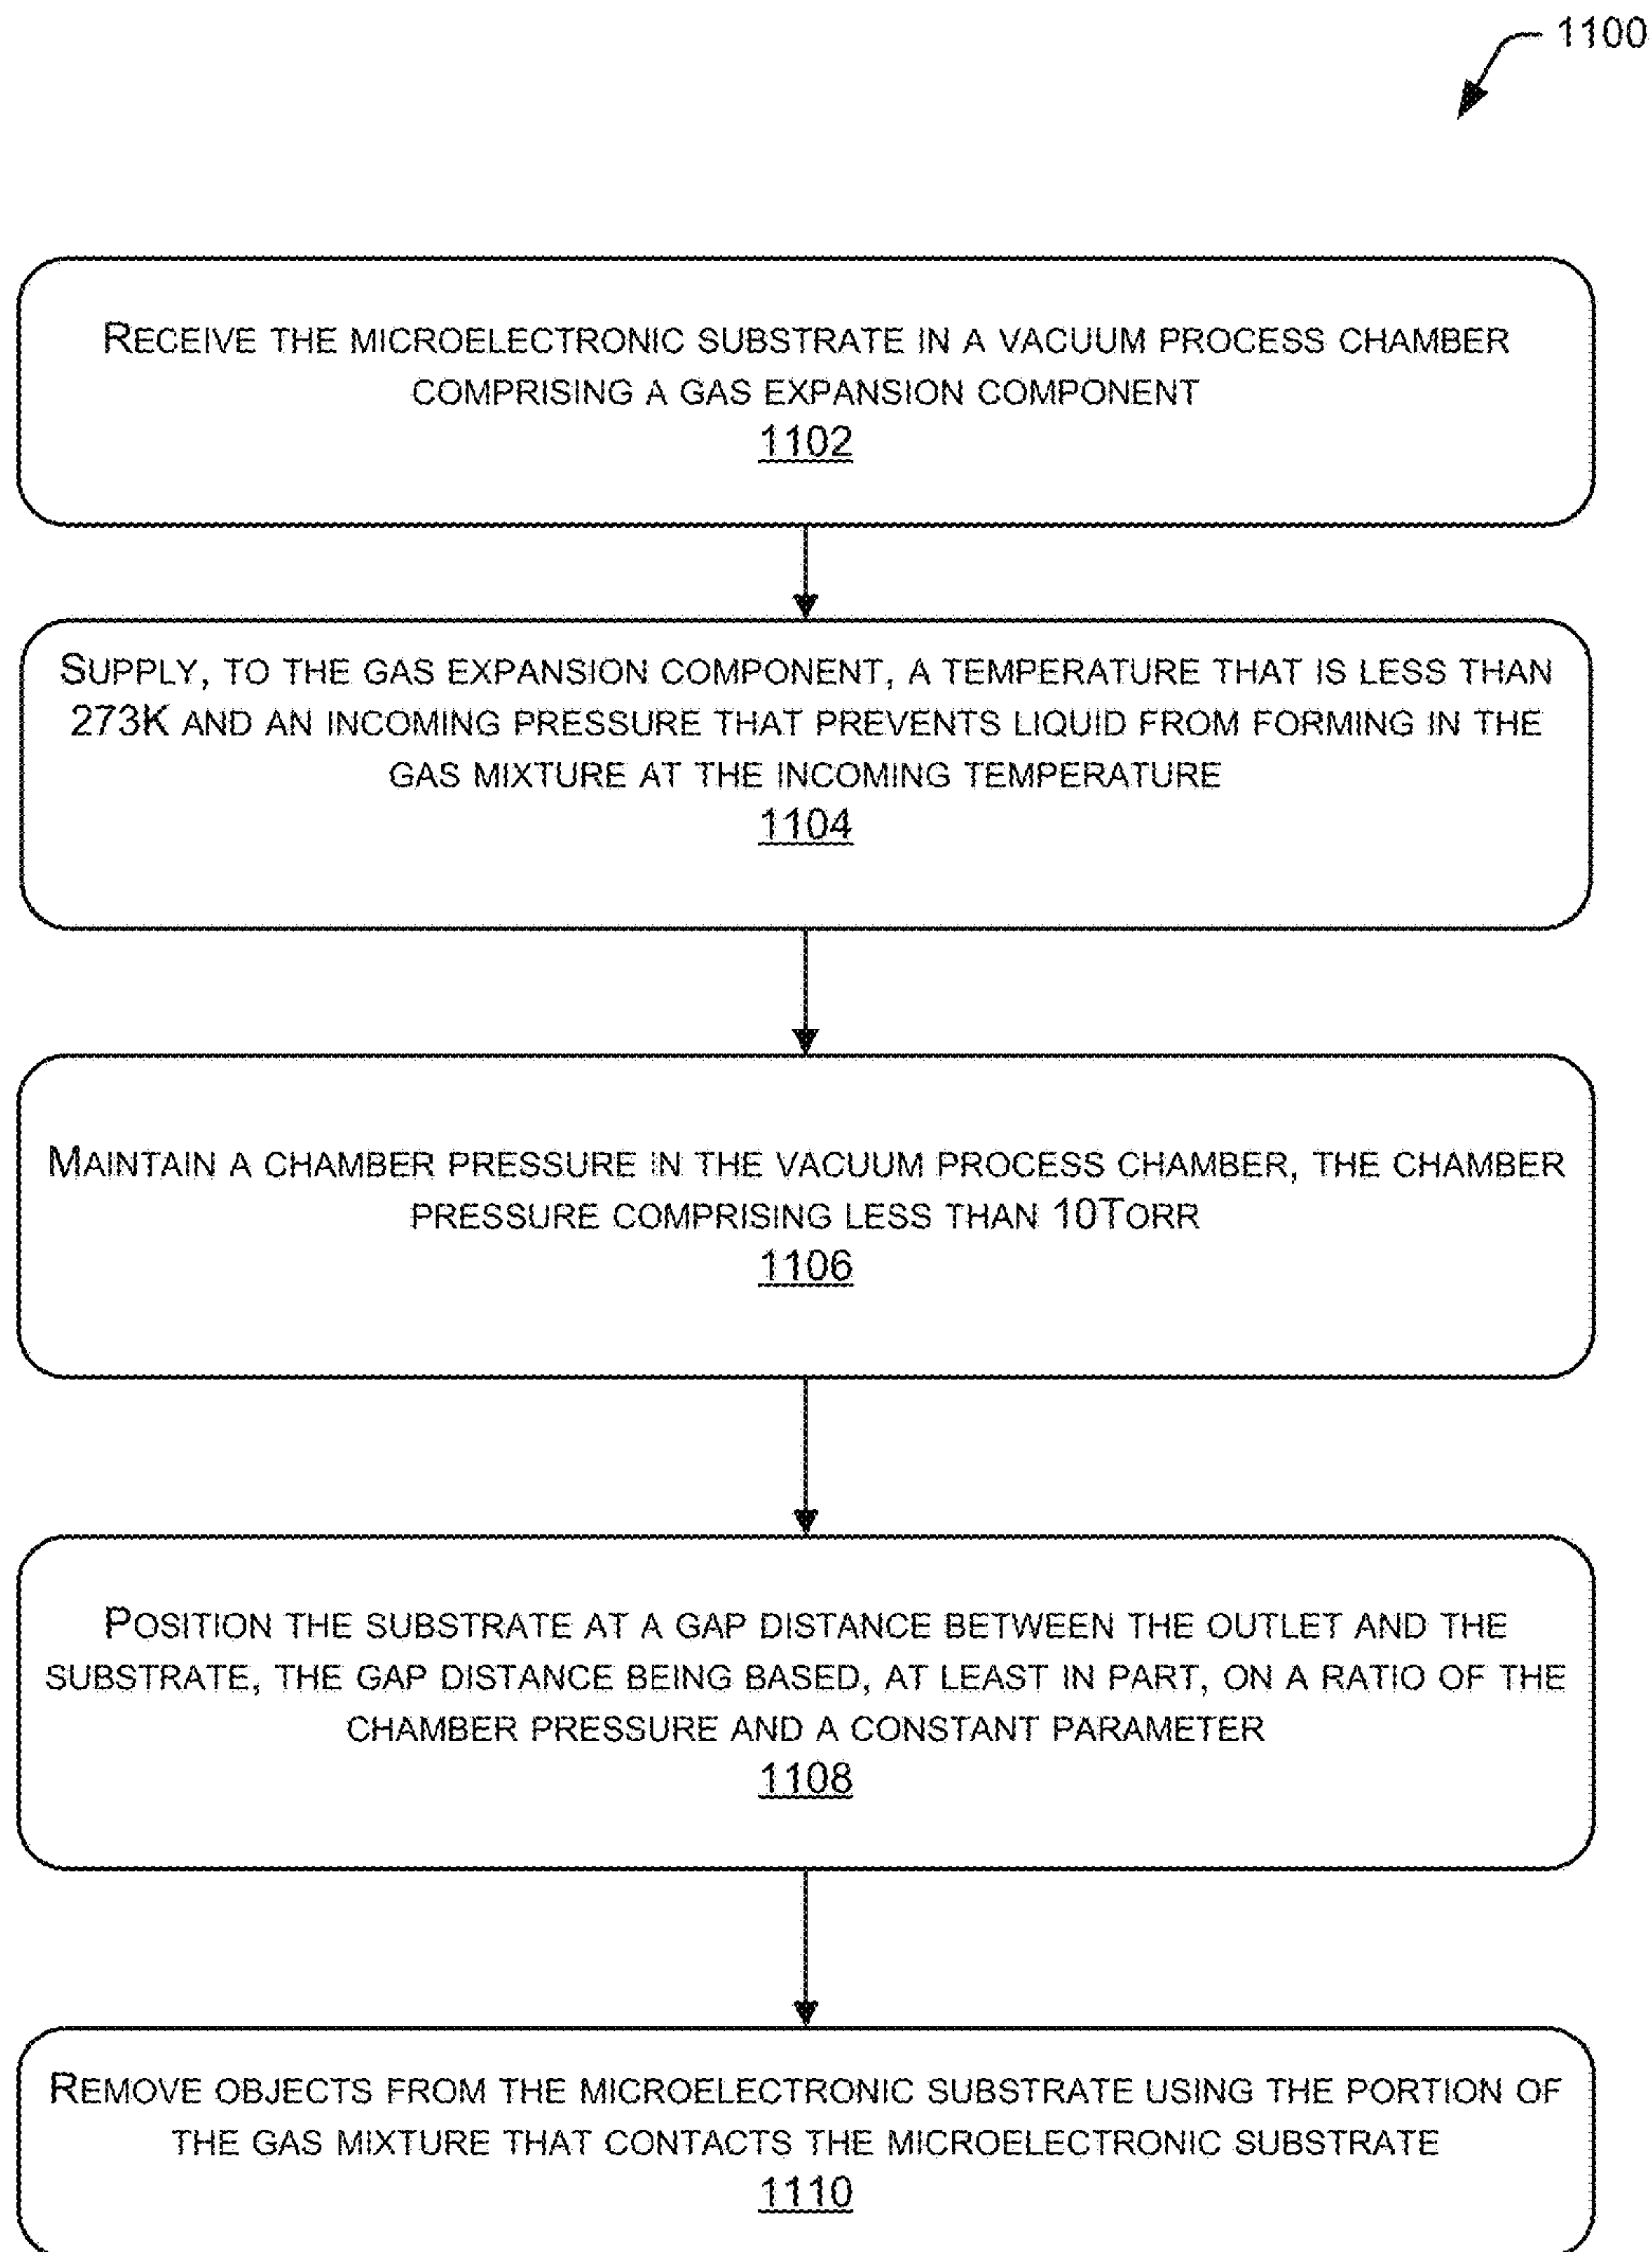 1100
RECEIVE THE MICROELECTRONIC SUBSTRATE IN A VACUUM PROCESS CHAMBER
COMPRISING A GAS EXPANSION COMPONENT
1102
SUPPLY, TO THE GAS EXPANSION COMPONENT, A TEMPERATURE THAT IS LESS THAN
273K AND AN INCOMING PRESSURE THAT PREVENTS LIQUID FROM FORMING IN THE
GAS MIXTURE AT THE INCOMING TEMPERATURE
1104
MAINTAIN A CHAMBER PRESSURE IN THE VACUUM PROCESS CHAMBER, THE CHAMBER
PRESSURE COMPRISING LESS THAN 10TORR
1106
POSITION THE SUBSTRATE AT A GAP DISTANCE BETWEEN THE OUTLET AND THE
SUBSTRATE, THE GAP DISTANCE BEING BASED, AT LEAST IN PART, ON A RATIO OF THE
CHAMBER PRESSURE AND A CONSTANT PARAMETER
1108
REMOVE OBJECTS FROM THE MICROELECTRONIC SUBSTRATE USING THE PORTION OF
THE GAS MIXTURE THAT CONTACTS THE MICROELECTRONIC SUBSTRATE
1110